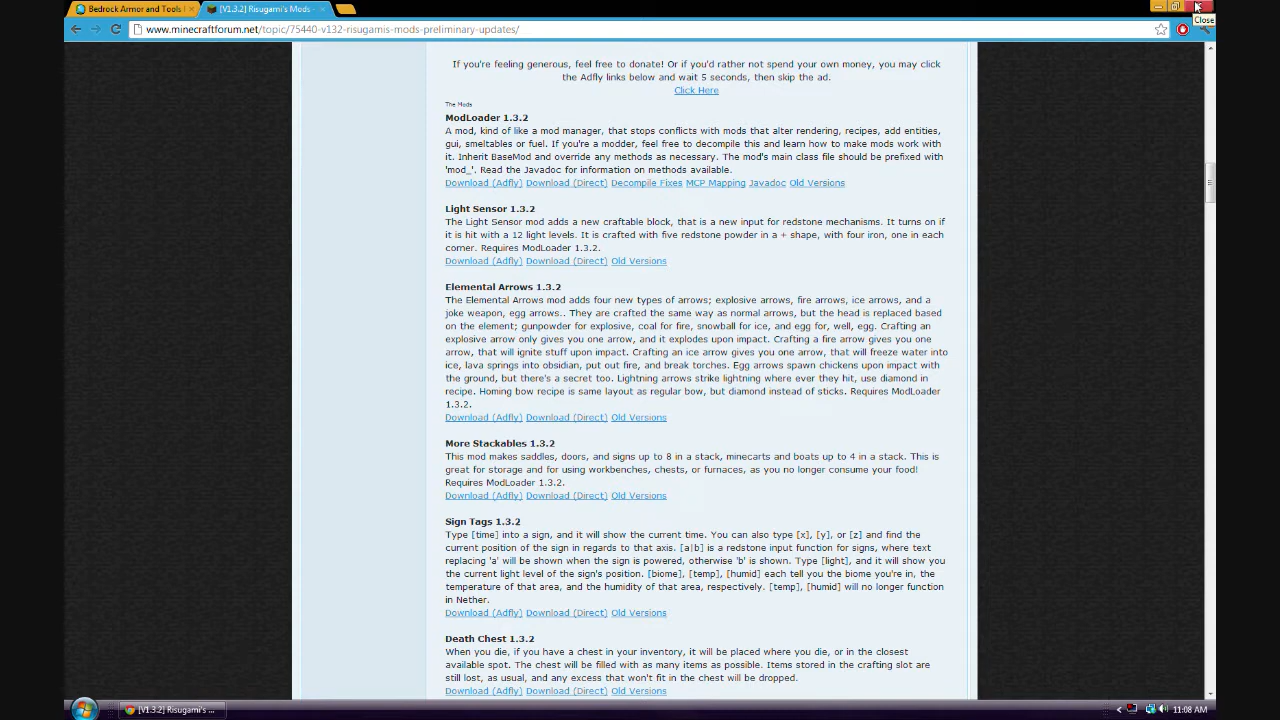 Bedrock Armor and Tools
[V1.3.2] Risugami's Mods -
Close
www.minecraftforum.net/topic/75440-v132-risugamis-mods-preliminary-updates/
If you're feeling generous, feel free to donate! Or if you'd rather not spend your own money, you may click
the Adfly links below and wait 5 seconds, then skip the ad.
Click Here
The Mods
ModLoader 1.3.2
A mod, kind of like a mod manager, that stops conflicts with mods that alter rendering, recipes, add entities,
gui, smeltables or fuel. If you're a modder, feel free to decompile this and learn how to make mods work with
it. Inherit BaseMod and override any methods as necessary. The mod's main class file should be prefixed with
'mod_'. Read the Javadoc for information on methods available.
Download (Adfly) Download (Direct) Decompile Fixes MCP Mapping Javadoc Old Versions
Light Sensor 1.3.2
The Light Sensor mod adds a new craftable block, that is a new input for redstone mechanisms. It turns on if
it is hit with a 12 light levels. It is crafted with five redstone powder in a + shape, with four iron, one in each
corner. Requires ModLoader 1.3.2.
Download (Adfly) Download (Direct) Old Versions
Elemental Arrows 1.3.2
The Elemental Arrows mod adds four new types of arrows; explosive arrows, fire arrows, ice arrows, and a
joke weapon, egg arrows.. They are crafted the same way as normal arrows, but the head is replaced based
on the element; gunpowder for explosive, coal for fire, snowball for ice, and egg for, well, egg. Crafting an
explosive arrow only gives you one arrow, and it explodes upon impact. Crafting a fire arrow gives you one
arrow, that will ignite stuff upon impact. Crafting an ice arrow gives you one arrow, that will freeze water into
ice, lava springs into obsidian, put out fire, and break torches. Egg arrows spawn chickens upon impact with
the ground, but there's a secret too. Lightning arrows strike lightning where ever they hit, use diamond in
recipe. Homing bow recipe is same layout as regular bow, but diamond instead of sticks. Requires ModLoader
1.3.2.
Download (Adfly) Download (Direct) Old Versions
More Stackables 1.3.2
This mod makes saddles, doors, and signs up to 8 in a stack, minecarts and boats up to 4 in a stack. This is
great for storage and for using workbenches, chests, or furnaces, as you no longer consume your food!
Requires ModLoader 1.3.2.
Download (Adfly) Download (Direct) Old Versions
Sign Tags 1.3.2
Type [time] into a sign, and it will show the current time. You can also type [x], [y], or [z] and find the
current position of the sign in regards to that axis. [a|b] is a redstone input function for signs, where text
replacing 'a' will be shown when the sign is powered, otherwise 'b' is shown. Type [light], and it will show you
the current light level of the sign's position. [biome], [temp], [humid] each tell you the biome you're in, the
temperature of that area, and the humidity of that area, respectively. [temp], [humid] will no longer function
in Nether.
Download (Adfly) Download (Direct) Old Versions
Death Chest 1.3.2
When you die, if you have a chest in your inventory, it will be placed where you die, or in the closest
available spot. The chest will be filled with as many items as possible. Items stored in the crafting slot are
still lost, as usual, and any excess that won't fit in the chest will be dropped.
Download (Adfly) Download (Direct) Old Versions
[V1.3.2] Risugami's ...
11:08 AM